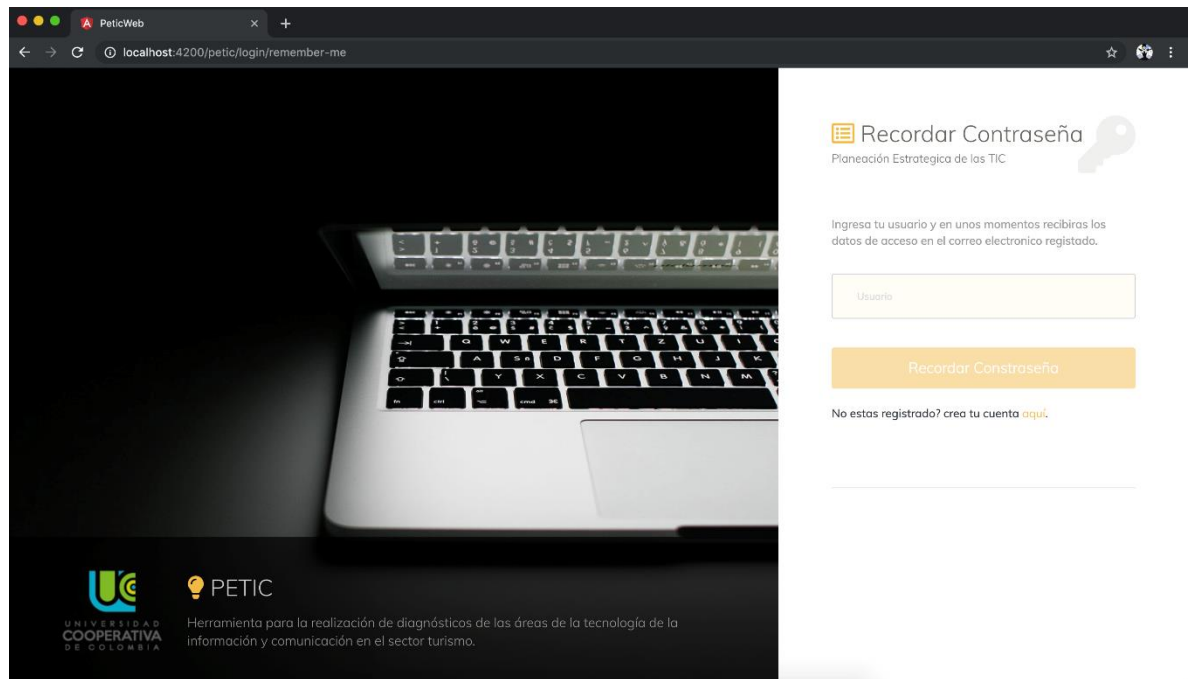 PeticWeb
localhost:4200/petic/login/remember-me
Recordar Contraseña
Planeación Estrategica de las TIC
Ingresa tu usuario y en unos momentos recibiras los
datos de acceso en el correo electronico registado.
Usuario
Recordar Constraseña
No estas registrado? crea tu cuenta aquí.
UNIVERSIDAD
COOPERATIVA
DE COLOMBIA
PETIC
Herramienta para la realización de diagnósticos de las áreas de la tecnología de la
información y comunicación en el sector turismo.